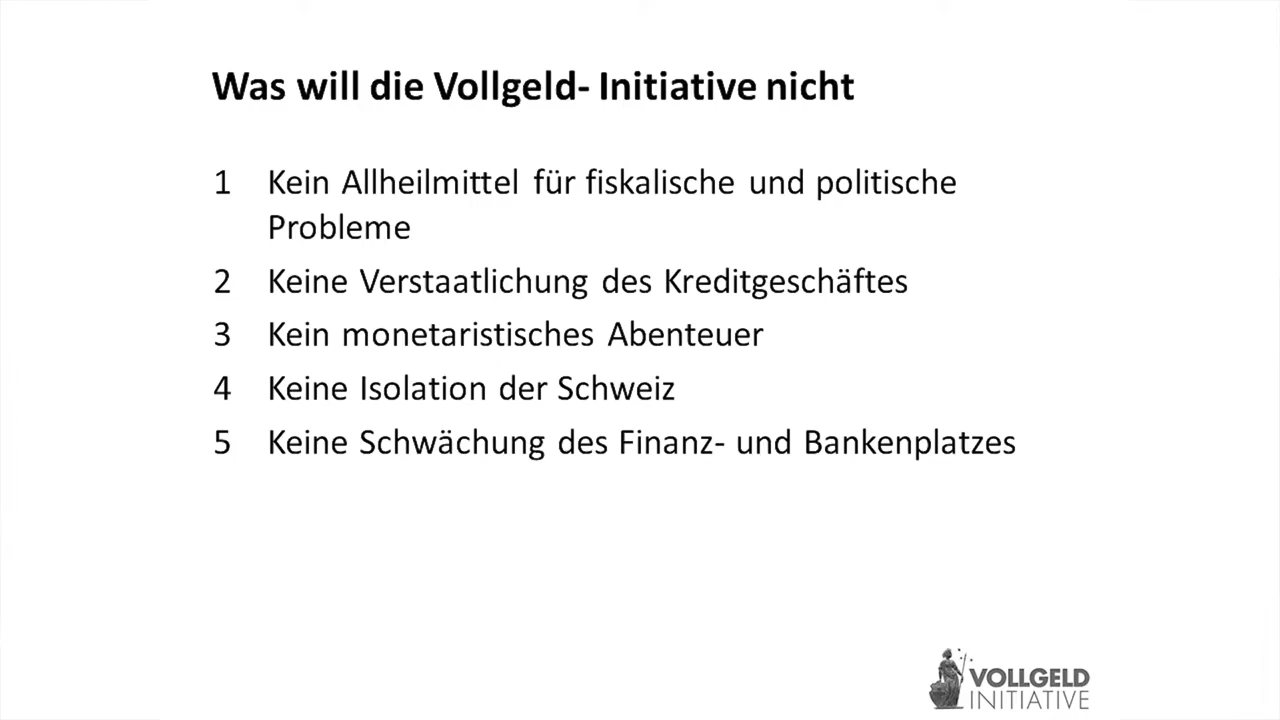 Was will die Vollgeld- Initiative nicht
1 Kein Allheilmittel für fiskalische und politische
Probleme
2 Keine Verstaatlichung des Kreditgeschäftes
3 Kein monetaristisches Abenteuer
4 Keine Isolation der Schweiz
5 Keine Schwächung des Finanz- und Bankenplatzes
VOLLGELD
INITIATIVE